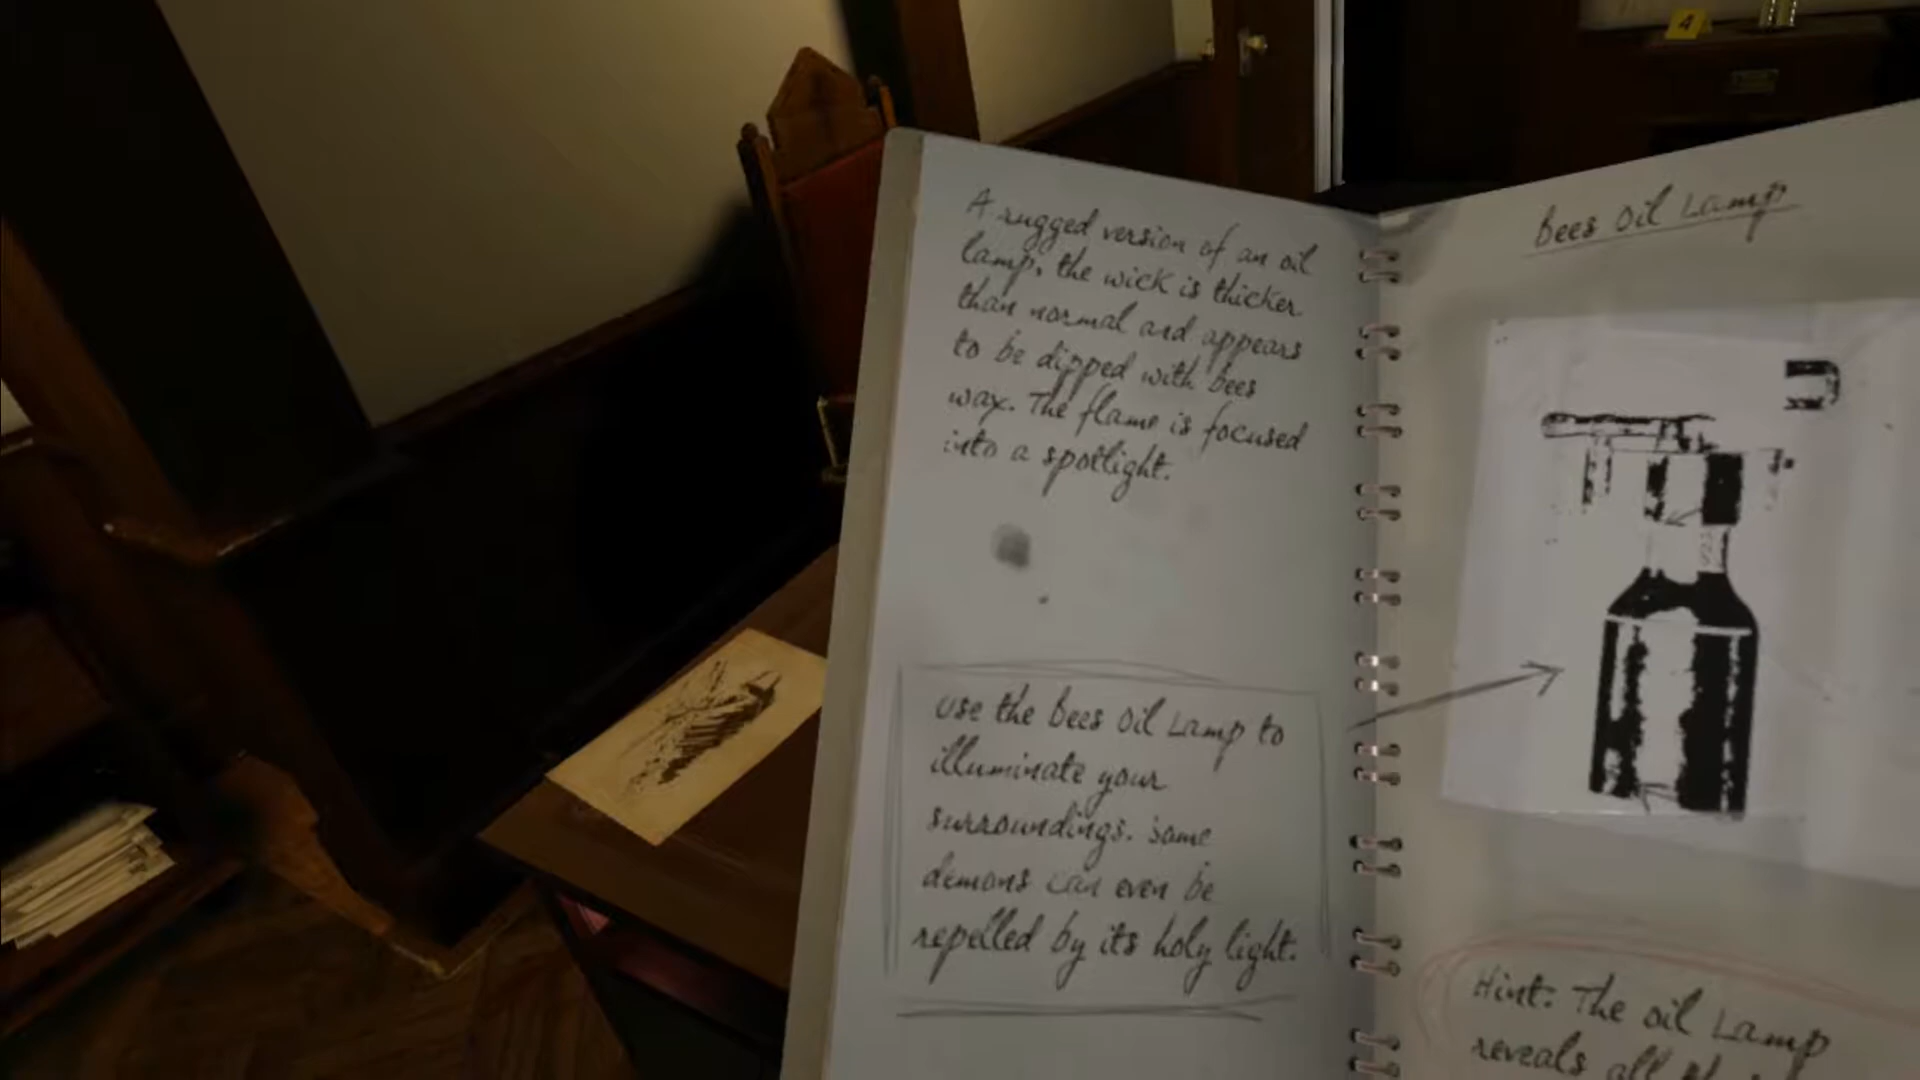 A rugged version of an oil
lamp, the wick is thicker
than normal and appears
to be dipped with bees
wax. The flame is focused
into a spotlight.
use the bees oil Lamp to
illuminate your
surroundings. some
demons can even be
repelled by its holy light.
4
Bees Oil Lamp
Hint: The oil Lamp
reveals all